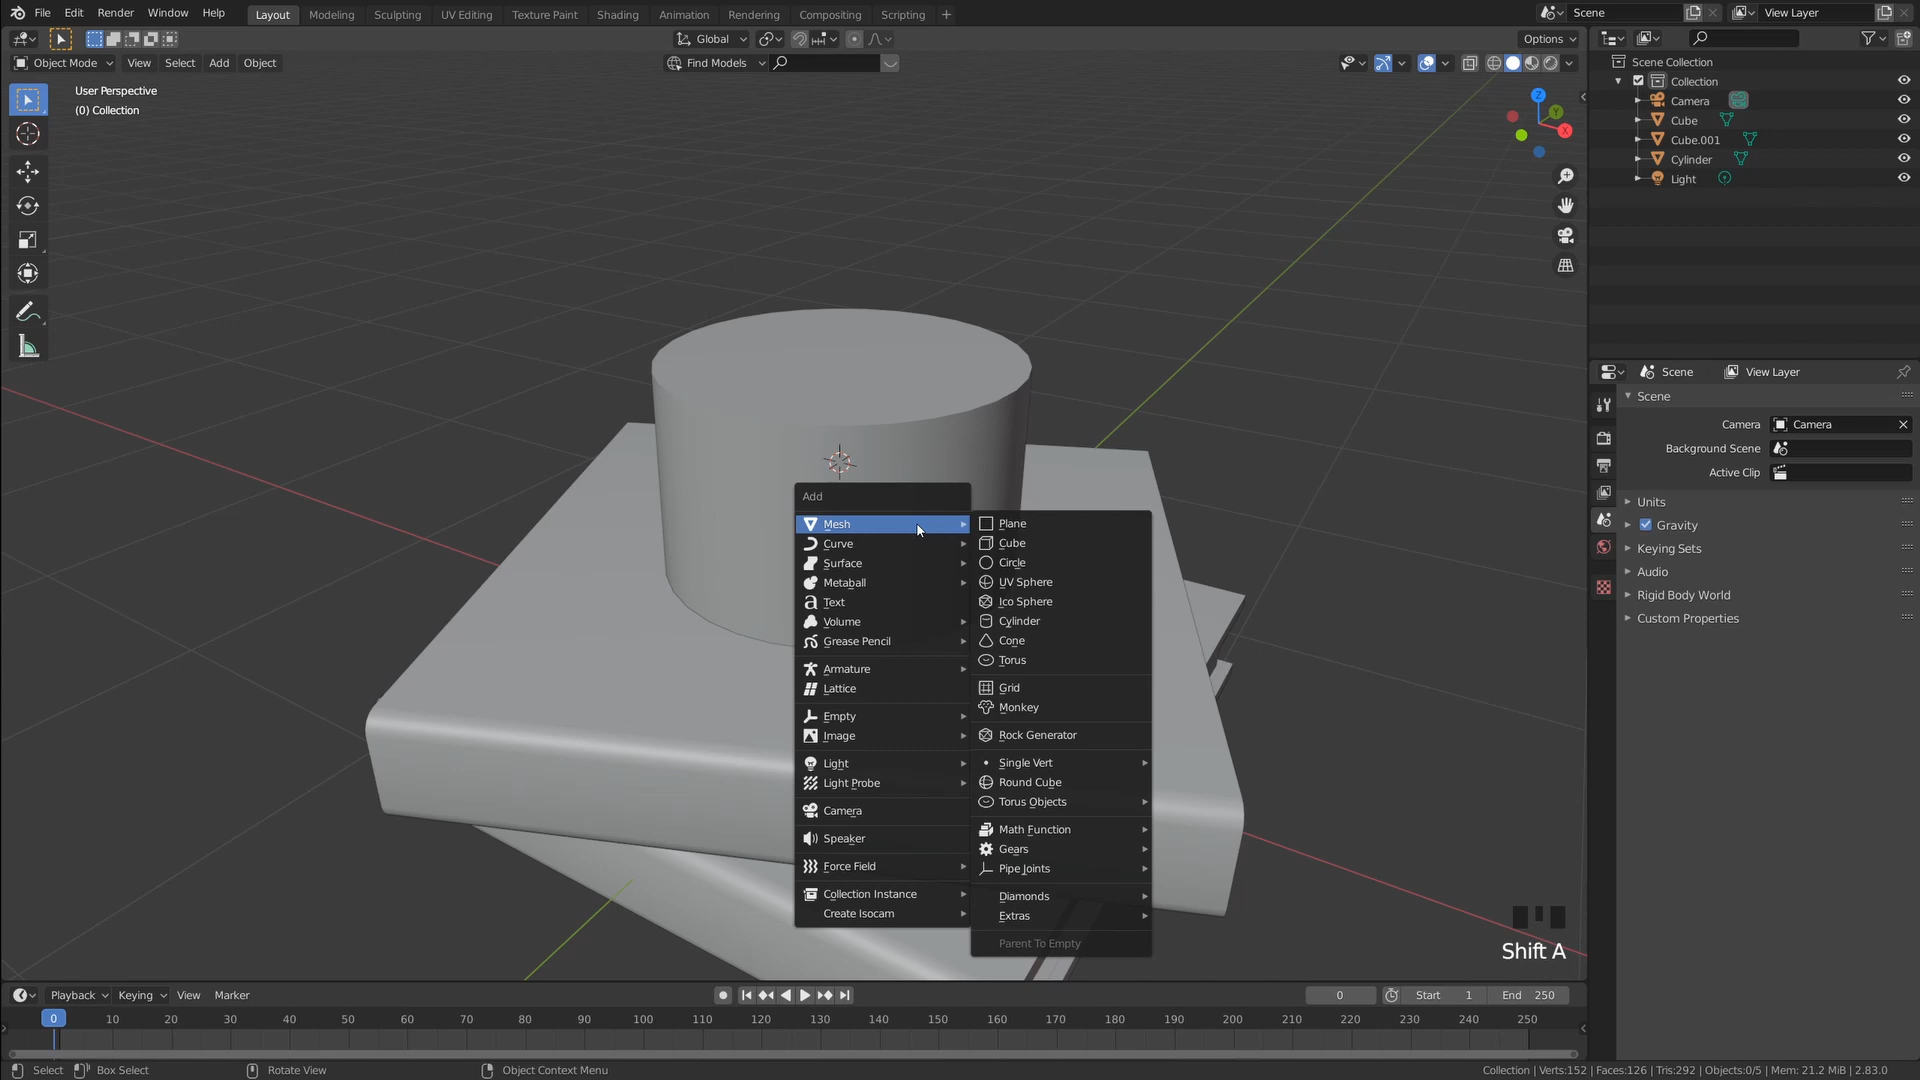 File Edit Render Window Help
Layout Modeling Sculpting UV Editing Texture Paint Shading Animation Rendering Compositing Scripting +
Scene View Layer
Global Options
Object Mode View Select Add Object Find Models
User Perspective
(0) Collection
Z
Y
X
Scene Collection
Collection
Camera
Cube
Cube.001
Cylinder
Light
Scene View Layer
Scene
Camera Camera
Background Scene
Active Clip
Units
Gravity
Keying Sets
Audio
Rigid Body World
Custom Properties
Add
Mesh
Curve
Surface
Metaball
Text
Volume
Grease Pencil
Armature
Lattice
Empty
Image
Light
Light Probe
Camera
Speaker
Force Field
Collection Instance
Create Isocam
Plane
Cube
Circle
UV Sphere
Ico Sphere
Cylinder
Cone
Torus
Grid
Monkey
Rock Generator
Single Vert
Round Cube
Torus Objects
Math Function
Gears
Pipe Joints
Diamonds
Extras
Parent To Empty
Shift A
Playback Keying View Marker 0 Start 1 End 250
0 10 20 30 40 50 60 70 80 90 100 110 120 130 140 150 160 170 180 190 200 210 220 230 240 250
Select Box Select Rotate View Object Context Menu Collection | Verts:152 | Faces:126 | Tris:292 | Objects:0/5 | Mem: 21.2 MiB | 2.83.0